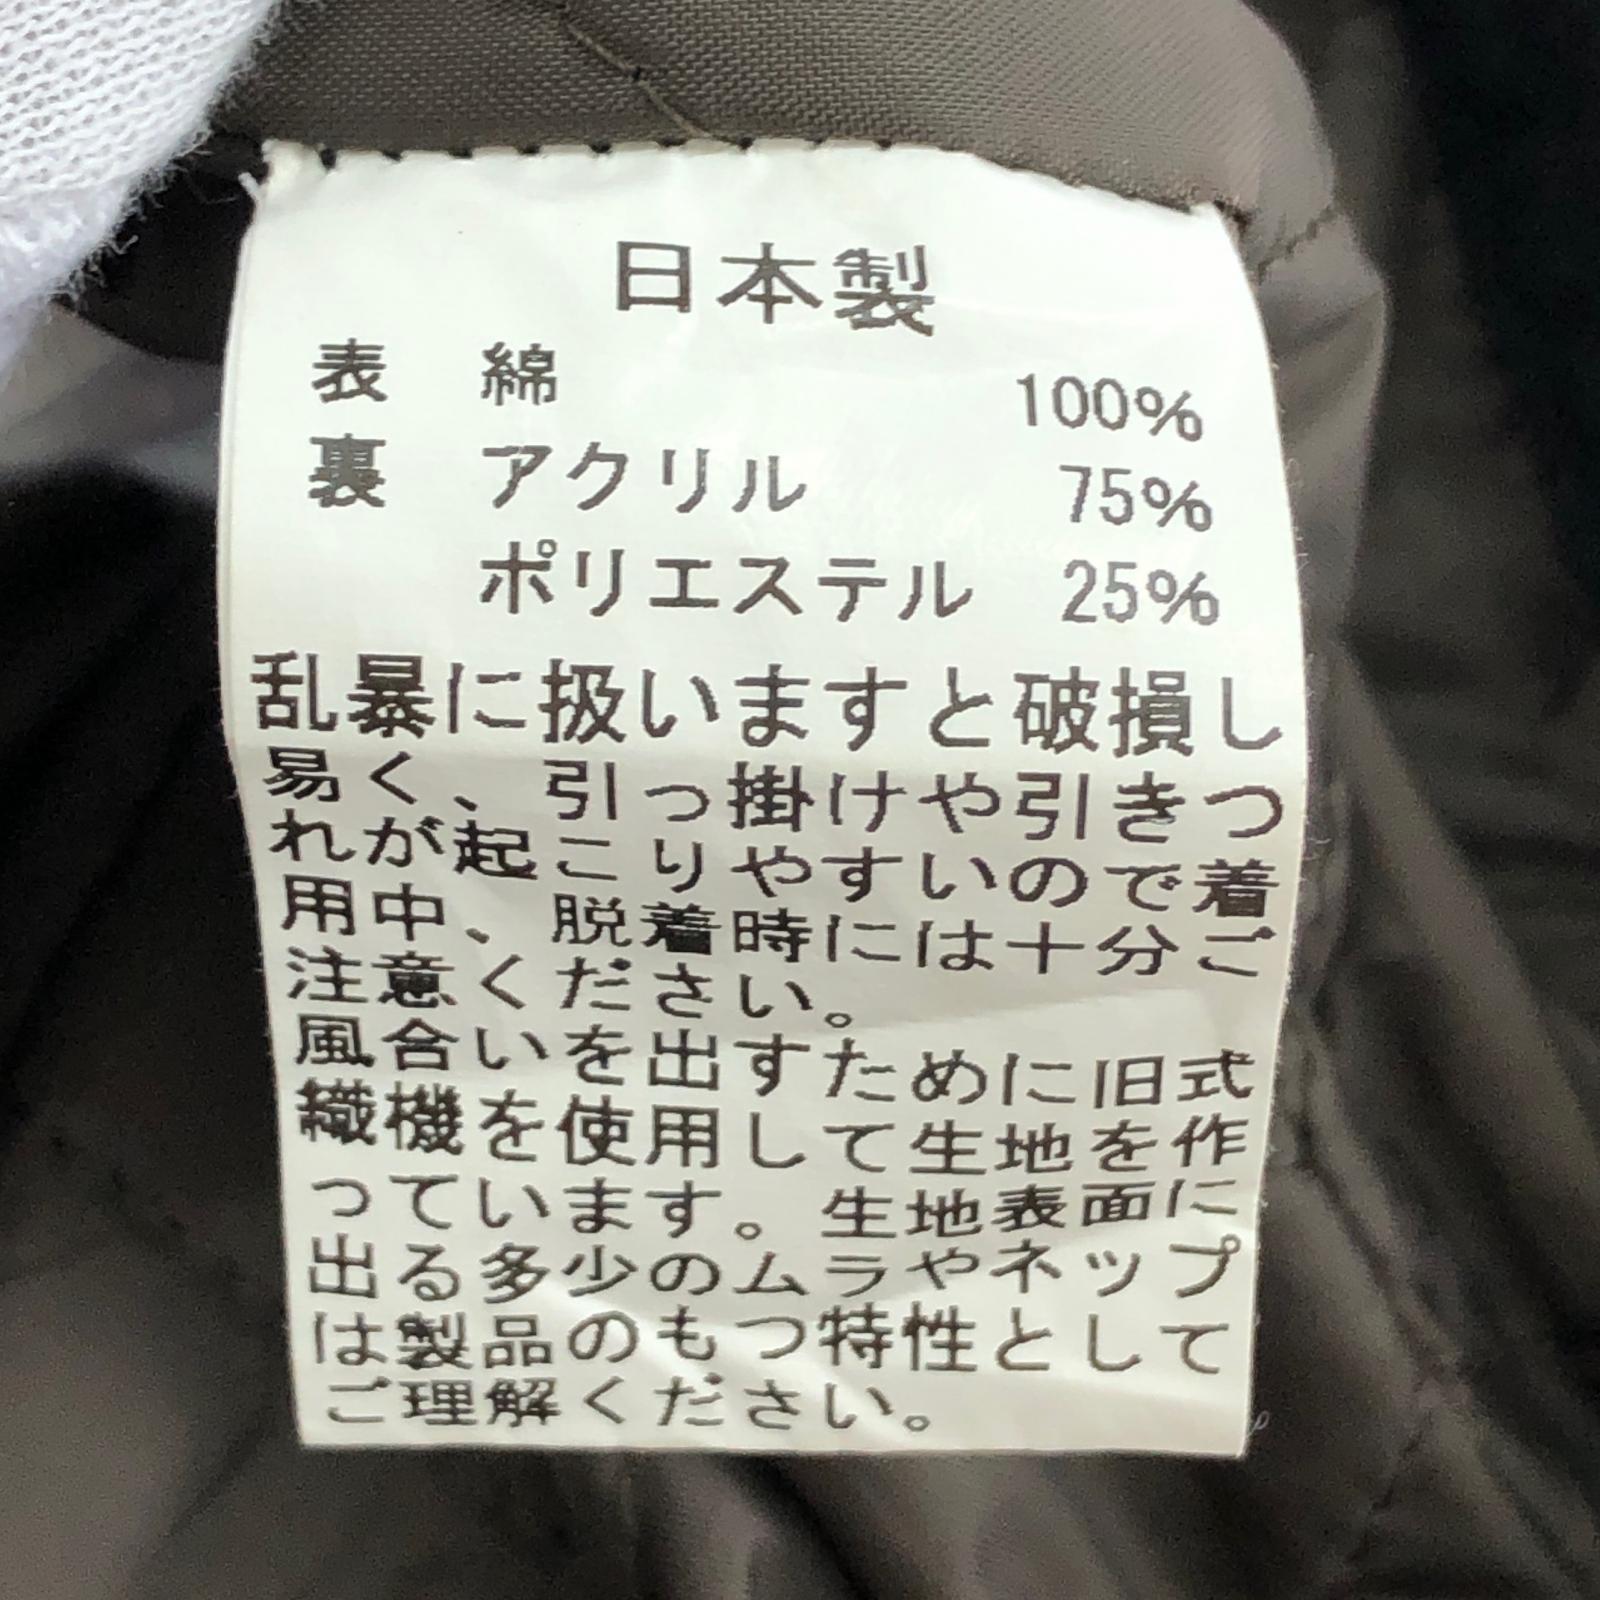 日本製
表 綿 100%
裏 アクリル 75%
ポリエステル 25%
乱暴に扱いますと破損し
易く、引っ掛けや引きつ
れが起こりやすいので着
用中、脱着時には十分ご
注意ください。
風合いを出すために旧式
織機を使用して生地を作
っています。生地表面に
出る多少のムラやネップ
は製品のもつ特性として
ご理解ください。